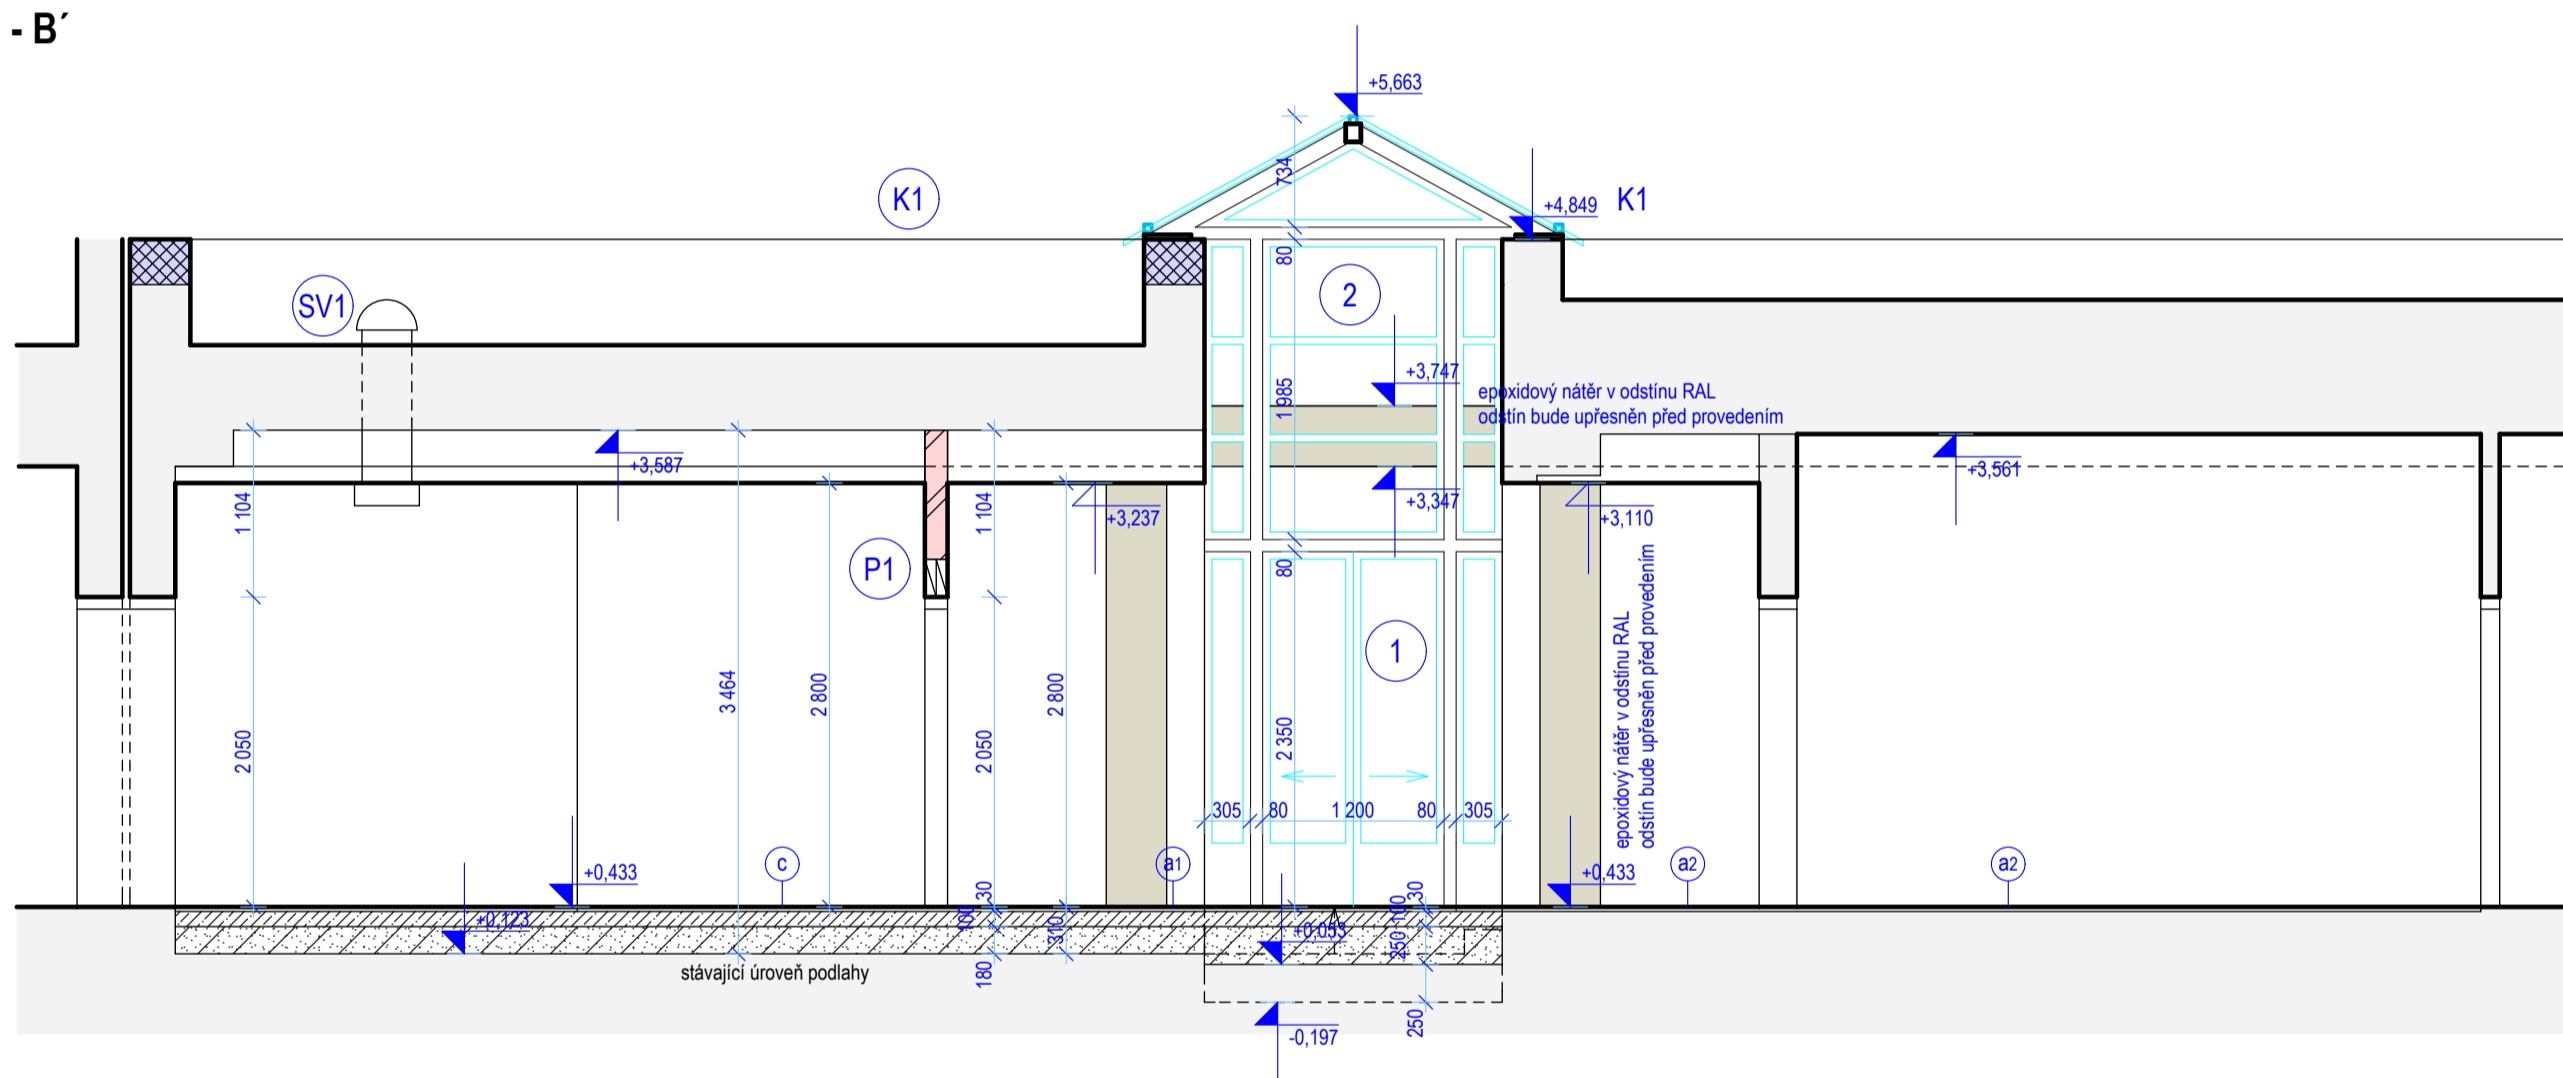 - B´
+5,663
734
K1
+4,849
K1
80
2
SV1
+3,747
1 985
epoxidový nátěr v odstínu RAL
odstín bude upřesněn před provedením
+3,587
+3,561
1 104
1 104
+3,347
+3,237
+3,110
P1
80
1
epoxidový nátěr v odstínu RAL
odstín bude upřesněn před provedením
3 464
2 800
2 800
2 050
2 050
2 350
305
80
1 200
80
305
c
a1
a2
a2
+0,433
+0,433
30
30
+0,123
100
310
+0,053
100
250
stávající úroveň podlahy
180
250
-0,197